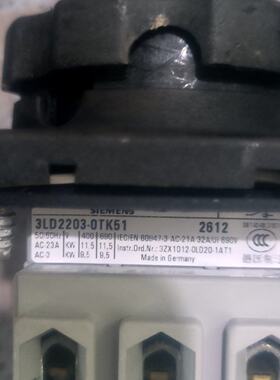 SIEMENS
3LD2203-0TK51 2612
50/60Hz V 400 690 IEC/EN 60947-3 AC-21A 32A/Ui 690V
AC-23A KW 11,5 11,5 Instr.Ord.Nr.: 3ZX1012-0LD20-1AT1
AC-3 KW 9,5 9,5 Made in Germany